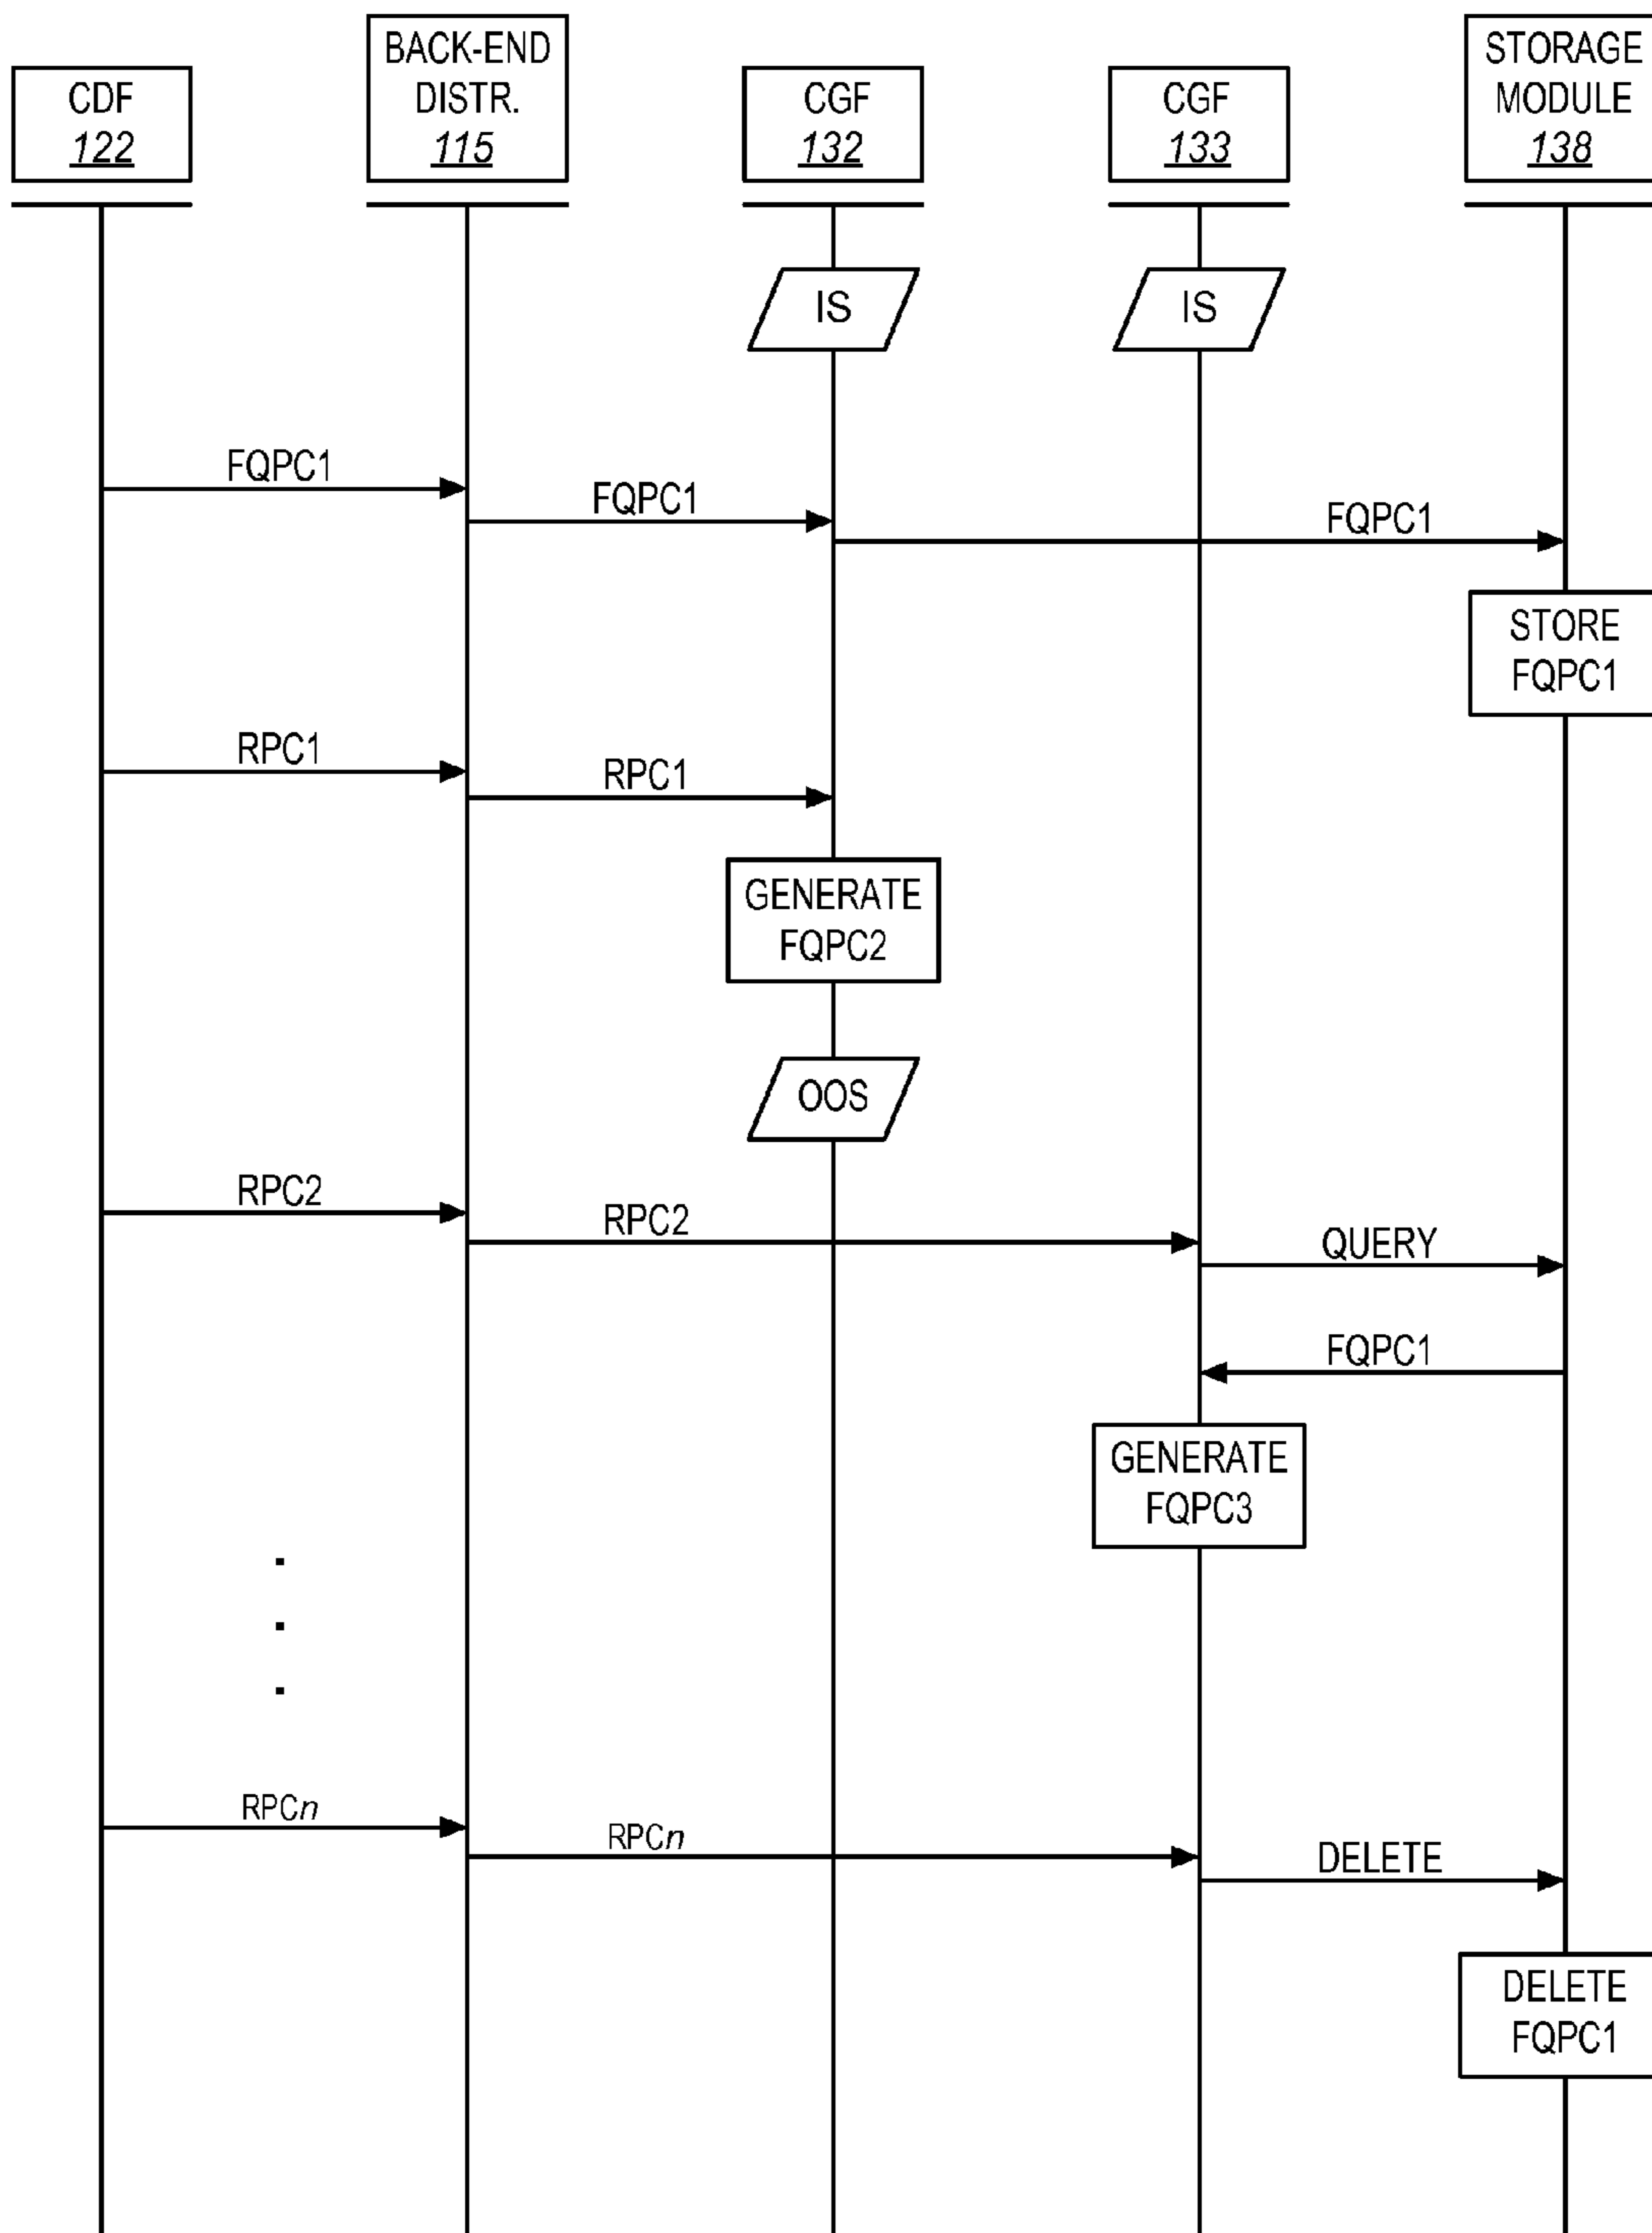 CDF
122
BACK-END
DISTR.
115
CGF
132
CGF
133
STORAGE
MODULE
138
IS
IS
FQPC1
FQPC1
FQPC1
STORE
FQPC1
RPC1
RPC1
GENERATE
FQPC2
OOS
RPC2
RPC2
QUERY
FQPC1
GENERATE
FQPC3
RPCn
RPCn
DELETE
DELETE
FQPC1